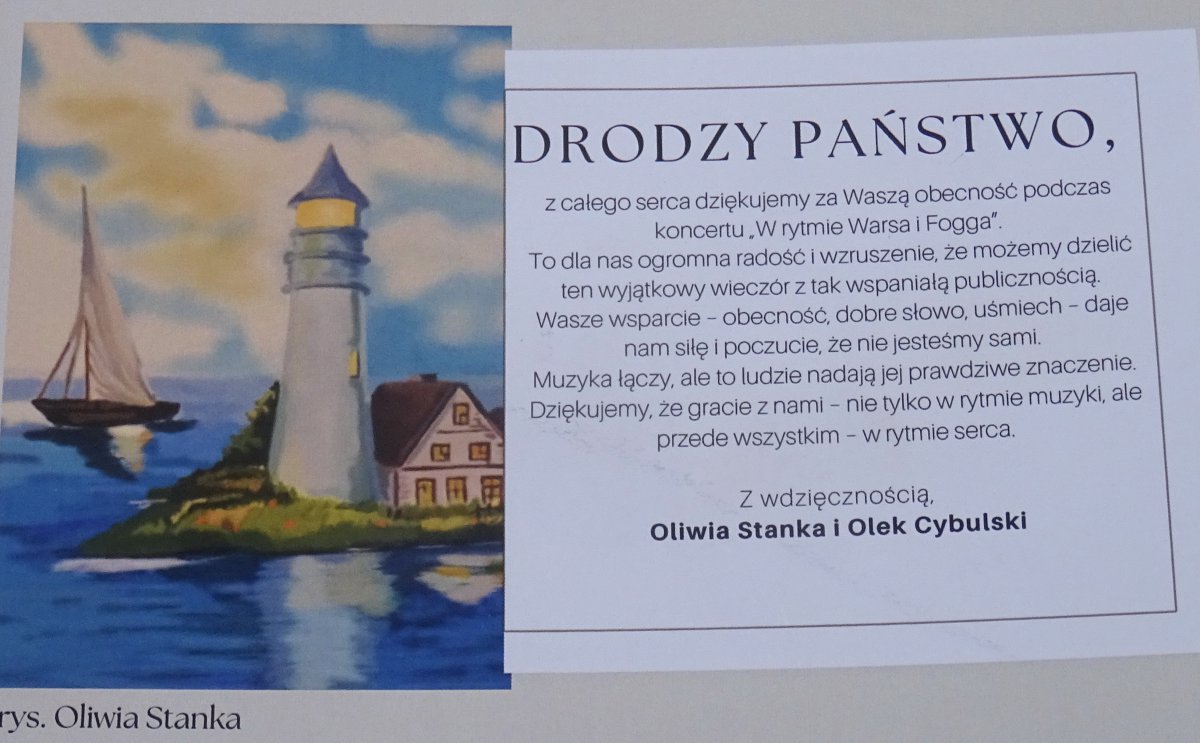 DRODZY PAŃSTWO,
z całego serca dziękujemy za Waszą obecność podczas
koncertu „W rytmie Warsa i Fogga”.
To dla nas ogromna radość i wzruszenie, że możemy dzielić
ten wyjątkowy wieczór z tak wspaniałą publicznością.
Wasze wsparcie – obecność, dobre słowo, uśmiech – daje
nam siłę i poczucie, że nie jesteśmy sami.
Muzyka łączy, ale to ludzie nadają jej prawdziwe znaczenie.
Dziękujemy, że gracie z nami – nie tylko w rytmie muzyki, ale
przede wszystkim – w rytmie serca.
Z wdzięcznością,
Oliwia Stanka i Olek Cybulski
rys. Oliwia Stanka